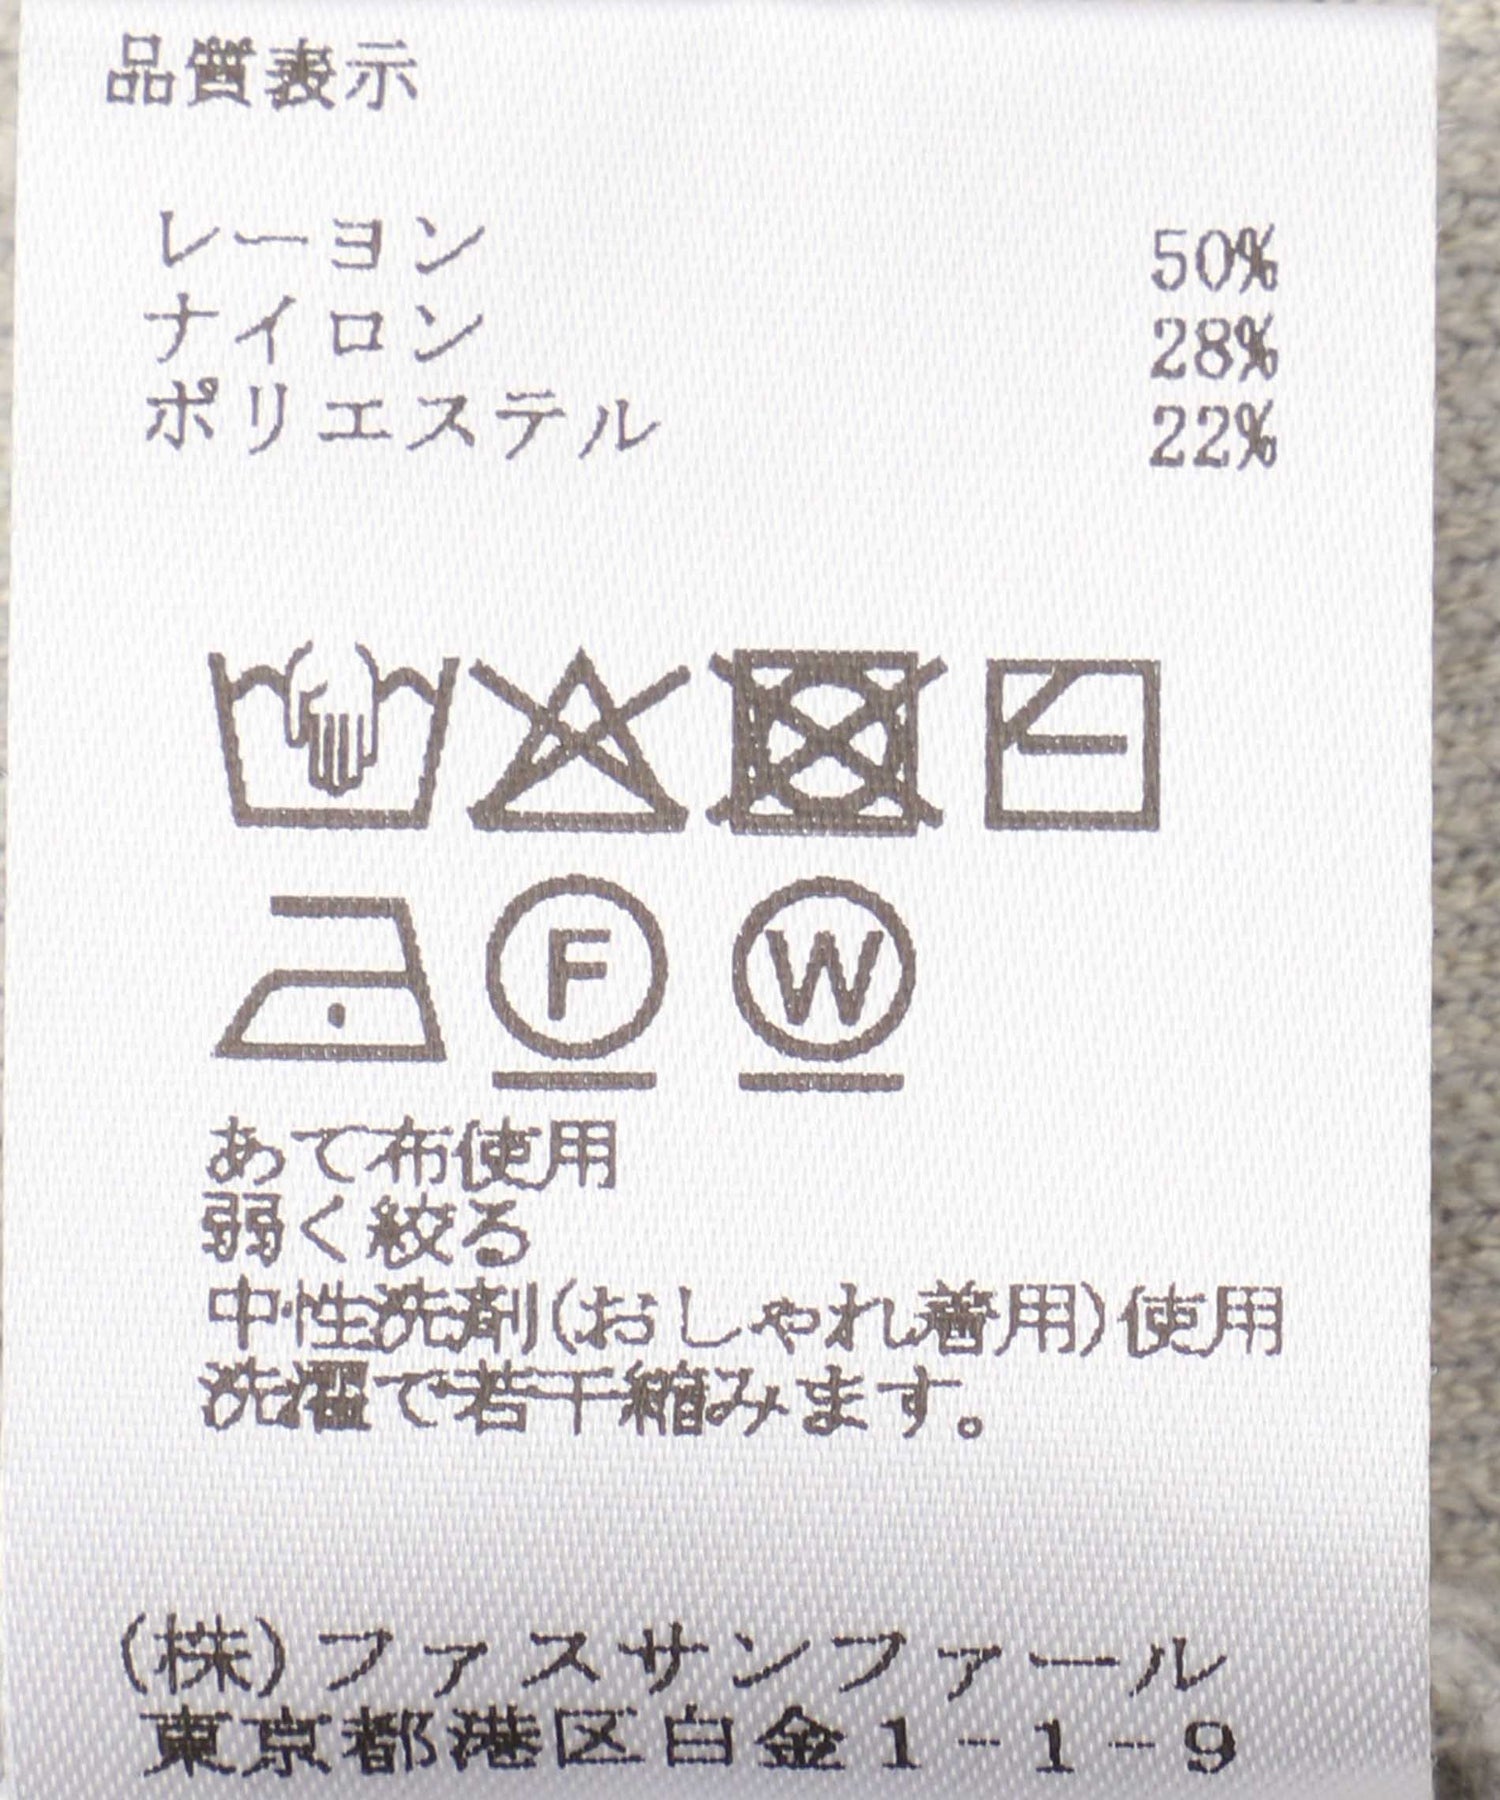 品質表示
レーヨン 50%
ナイロン 28%
ポリエステル 22%
F W
あて布使用
弱く絞る
中性洗剤(おしゃれ着用)使用
洗濯で若干縮みます。
(株)ファスサンファール
東京都港区白金1-1-9